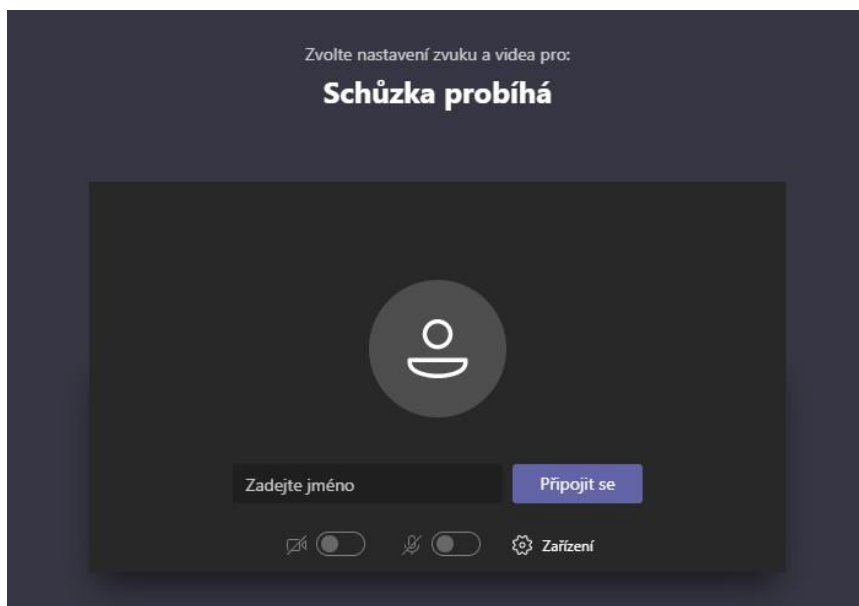 Zvolte nastavení zvuku a videa pro:
Schůzka probíhá
Zadejte jméno
Připojit se
Zařízení